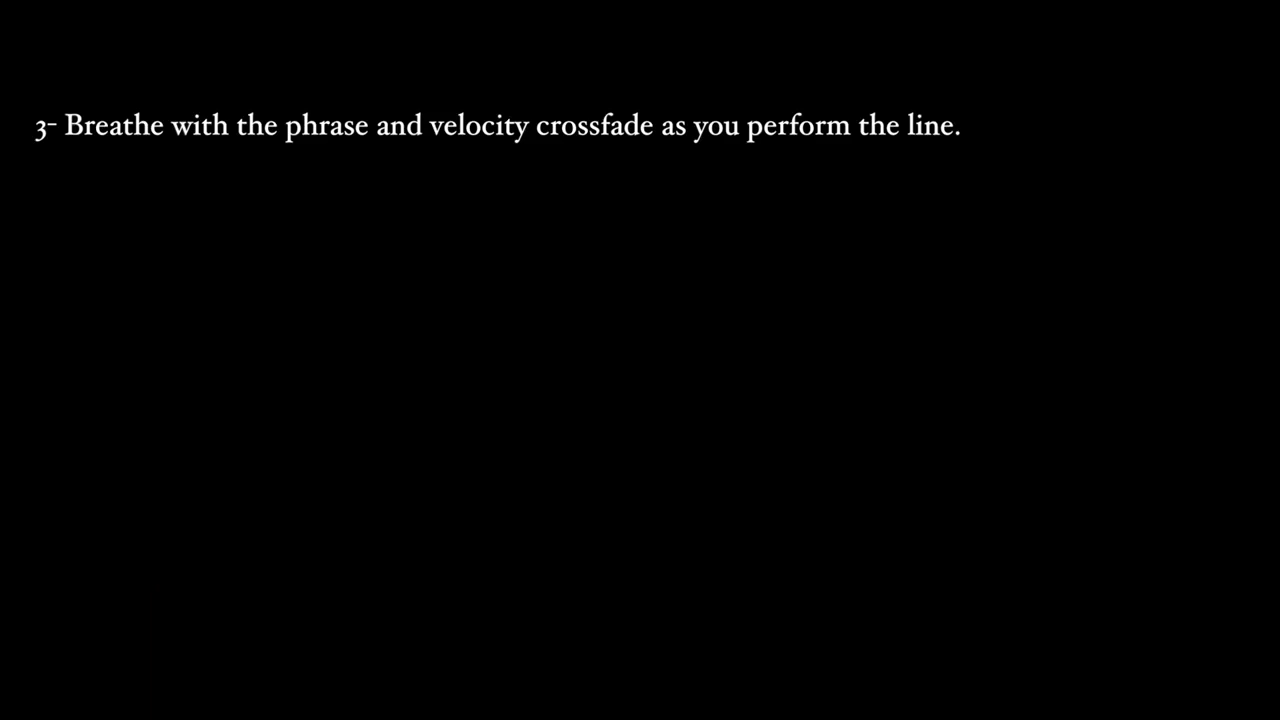 3- Breathe with the phrase and velocity crossfade as you perform the line.